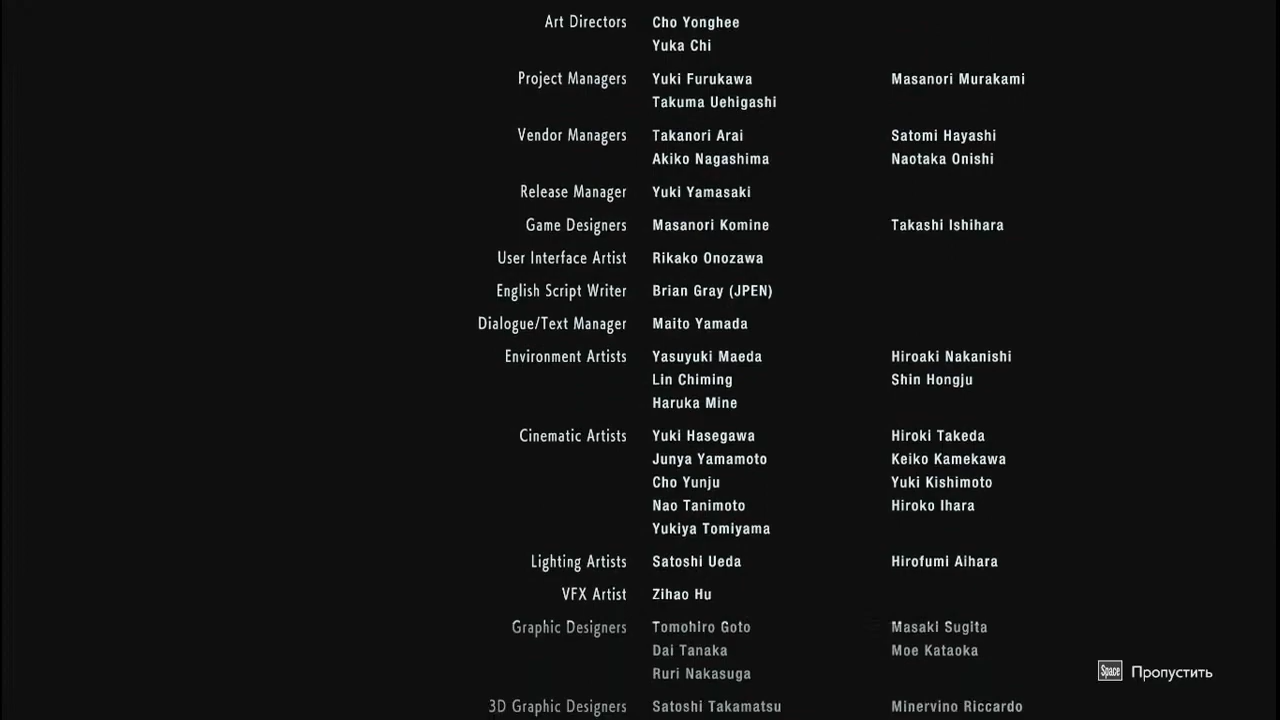 Art Directors Cho Yonghee
Yuka Chi
Project Managers Yuki Furukawa Masanori Murakami
Takuma Uehigashi
Vendor Managers Takanori Arai Satomi Hayashi
Akiko Nagashima Naotaka Onishi
Release Manager Yuki Yamasaki
Game Designers Masanori Komine Takashi Ishihara
User Interface Artist Rikako Onozawa
English Script Writer Brian Gray (JPEN)
Dialogue/Text Manager Maito Yamada
Environment Artists Yasuyuki Maeda Hiroaki Nakanishi
Lin Chiming Shin Hongju
Haruka Mine
Cinematic Artists Yuki Hasegawa Hiroki Takeda
Junya Yamamoto Keiko Kamekawa
Cho Yunju Yuki Kishimoto
Nao Tanimoto Hiroko Ihara
Yukiya Tomiyama
Lighting Artists Satoshi Ueda Hirofumi Aihara
VFX Artist Zihao Hu
Graphic Designers Tomohiro Goto Masaki Sugita
Dai Tanaka Moe Kataoka
Ruri Nakasuga
Space Пропустить
3D Graphic Designers Satoshi Takamatsu Minervino Riccardo